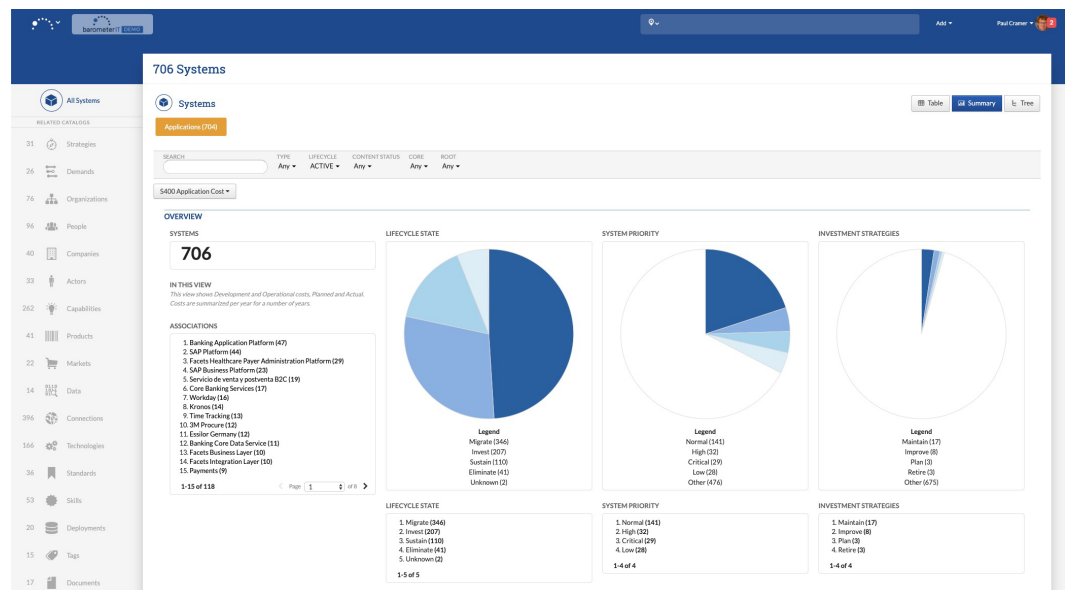 barometerIT DEMO
Add
Paul Cramer
2
706 Systems
All Systems
RELATED CATALOGS
31 Strategies
26 Demands
76 Organizations
96 People
40 Companies
33 Actors
262 Capabilities
41 Products
22 Markets
14 Data
396 Connections
166 Technologies
36 Standards
53 Skills
20 Deployments
15 Tags
17 Documents
Systems
Table Summary Tree
Applications (704)
SEARCH TYPE LIFECYCLE CONTENT STATUS CORE ROOT
Any ACTIVE Any Any Any
S400 Application Cost
OVERVIEW
SYSTEMS
706
IN THIS VIEW
This view shows Development and Operational costs, Planned and Actual.
Costs are summarized per year for a number of years.
ASSOCIATIONS
1. Banking Application Platform (47)
2. SAP Platform (44)
3. Facets Healthcare Payer Administration Platform (29)
4. SAP Business Platform (23)
5. Servicio de venta y postventa B2C (19)
6. Core Banking Services (17)
7. Workday (16)
8. Kronos (14)
9. Time Tracking (13)
10. 3M Procure (12)
11. Essilor Germany (12)
12. Banking Core Data Service (11)
13. Facets Business Layer (10)
14. Facets Integration Layer (10)
15. Payments (9)
1-15 of 118 Page 1 of 8
LIFECYCLE STATE
Legend
Migrate (346)
Invest (207)
Sustain (110)
Eliminate (41)
Unknown (2)
LIFECYCLE STATE
1. Migrate (346)
2. Invest (207)
3. Sustain (110)
4. Eliminate (41)
5. Unknown (2)
1-5 of 5
SYSTEM PRIORITY
Legend
Normal (141)
High (32)
Critical (29)
Low (28)
Other (476)
SYSTEM PRIORITY
1. Normal (141)
2. High (32)
3. Critical (29)
4. Low (28)
1-4 of 4
INVESTMENT STRATEGIES
Legend
Maintain (17)
Improve (8)
Plan (3)
Retire (3)
Other (675)
INVESTMENT STRATEGIES
1. Maintain (17)
2. Improve (8)
3. Plan (3)
4. Retire (3)
1-4 of 4